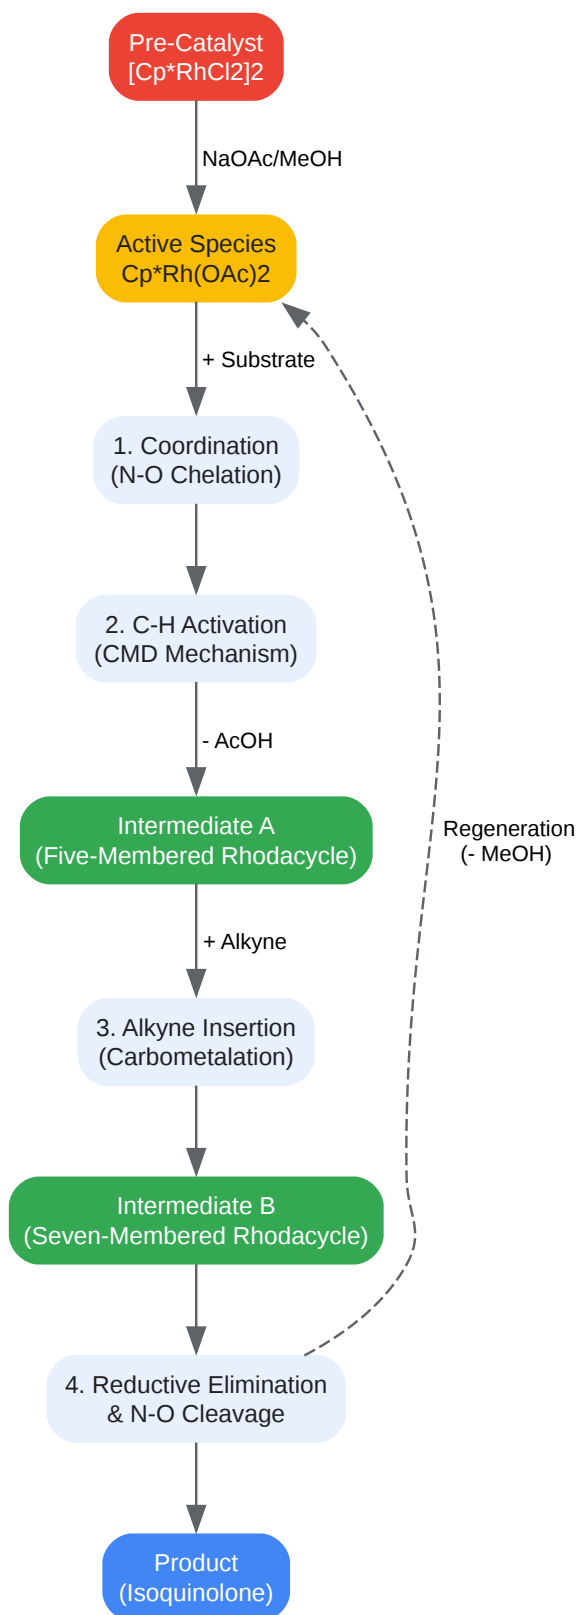 Pre-Catalyst
[Cp*RhCl2]2
NaOAc/MeOH
Active Species
Cp*Rh(OAc)2
+ Substrate
1. Coordination
(N-O Chelation)
2. C-H Activation
(CMD Mechanism)
- AcOH
Intermediate A
(Five-Membered Rhodacycle)
Regeneration
(- MeOH)
+ Alkyne
3. Alkyne Insertion
(Carbometalation)
Intermediate B
(Seven-Membered Rhodacycle)
4. Reductive Elimination
& N-O Cleavage
Product
(Isoquinolone)